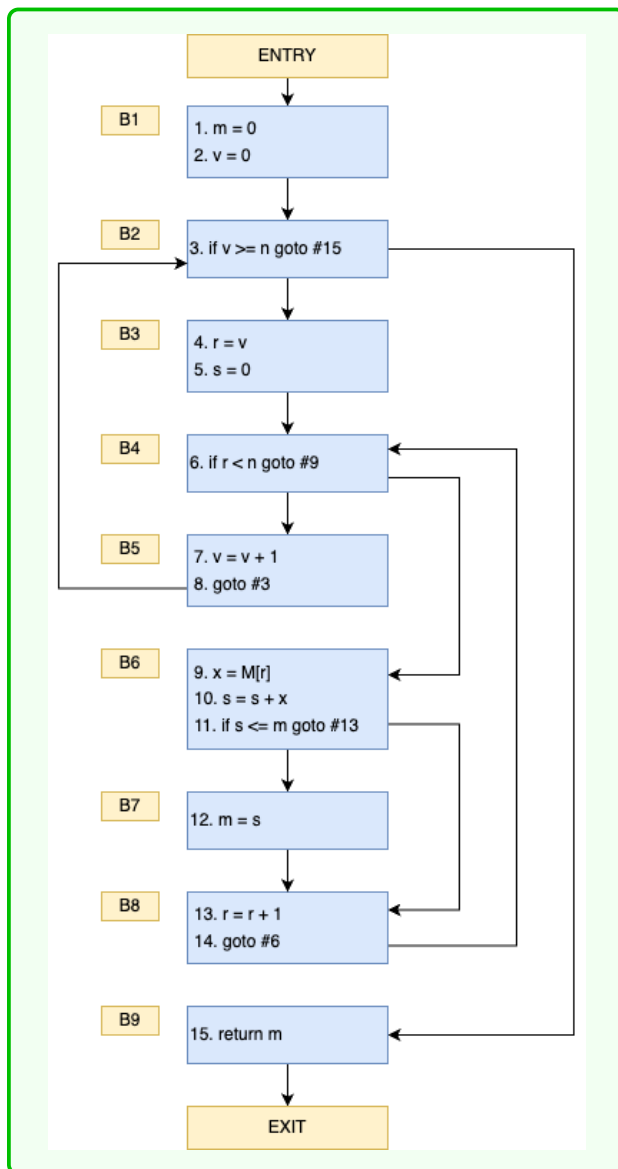 ENTRY
B1
1. m = 0
2. v = 0
B2
3. if v >= n goto #15
B3
4. r = v
5. s = 0
B4
6. if r < n goto #9
B5
7. v = v + 1
8. goto #3
B6
9. x = M[r]
10. s = s + x
11. if s <= m goto #13
B7
12. m = s
B8
13. r = r + 1
14. goto #6
B9
15. return m
EXIT